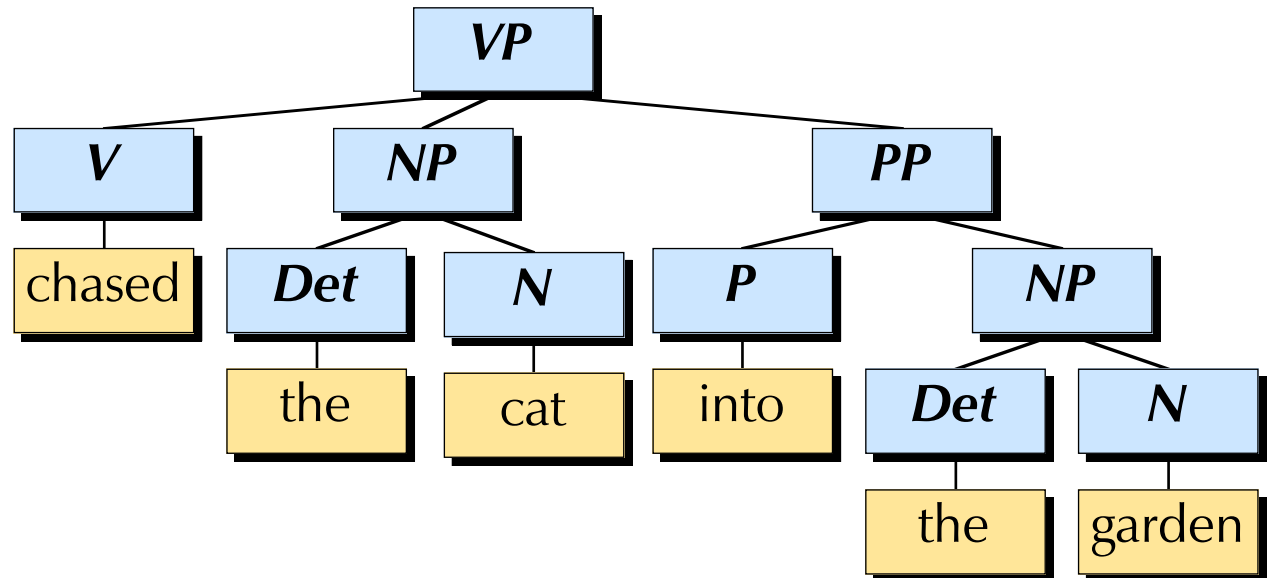 VP
V NP PP
chased Det N P NP
the cat into Det N
the garden